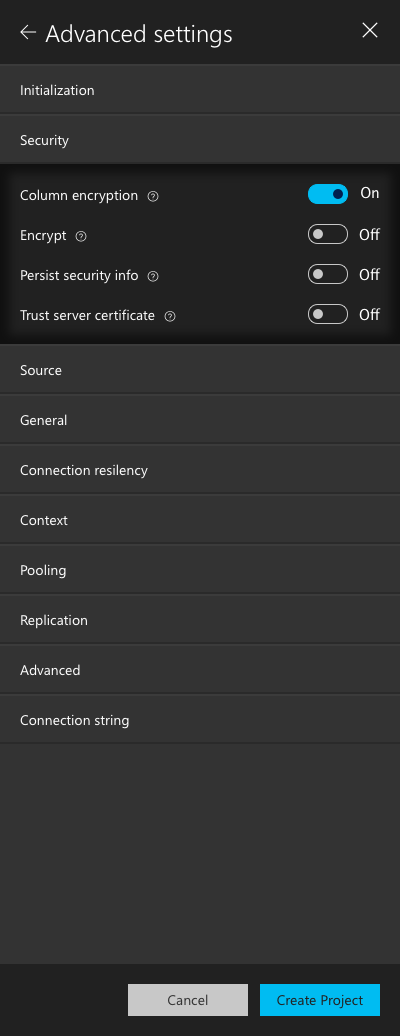 Advanced settings
Initialization
Security
Column encryption On
Encrypt Off
Persist security info Off
Trust server certificate Off
Source
General
Connection resilency
Context
Pooling
Replication
Advanced
Connection string
Cancel Create Project